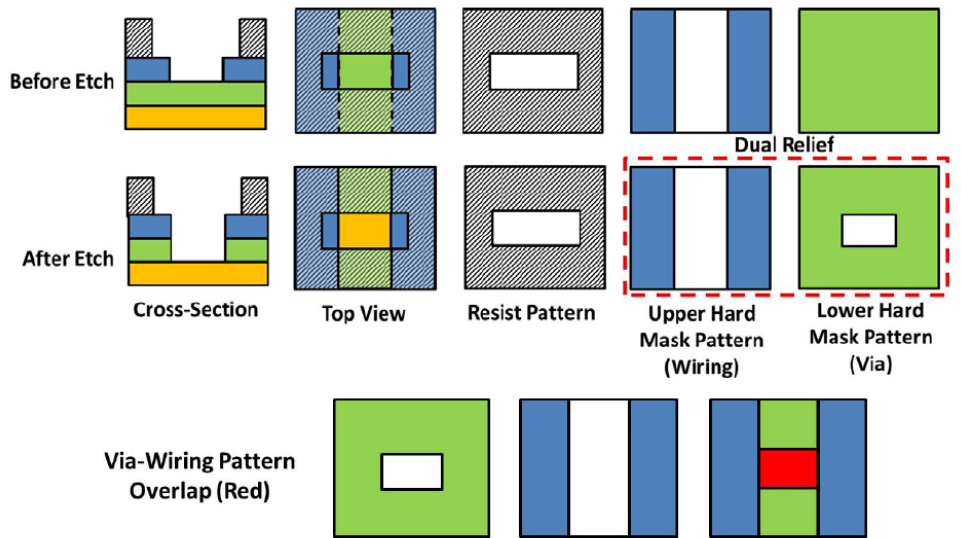 Before Etch
Dual Relief
After Etch
Cross-Section
Top View
Resist Pattern
Upper Hard
Mask Pattern
(Wiring)
Lower Hard
Mask Pattern
(Via)
Via-Wiring Pattern
Overlap (Red)